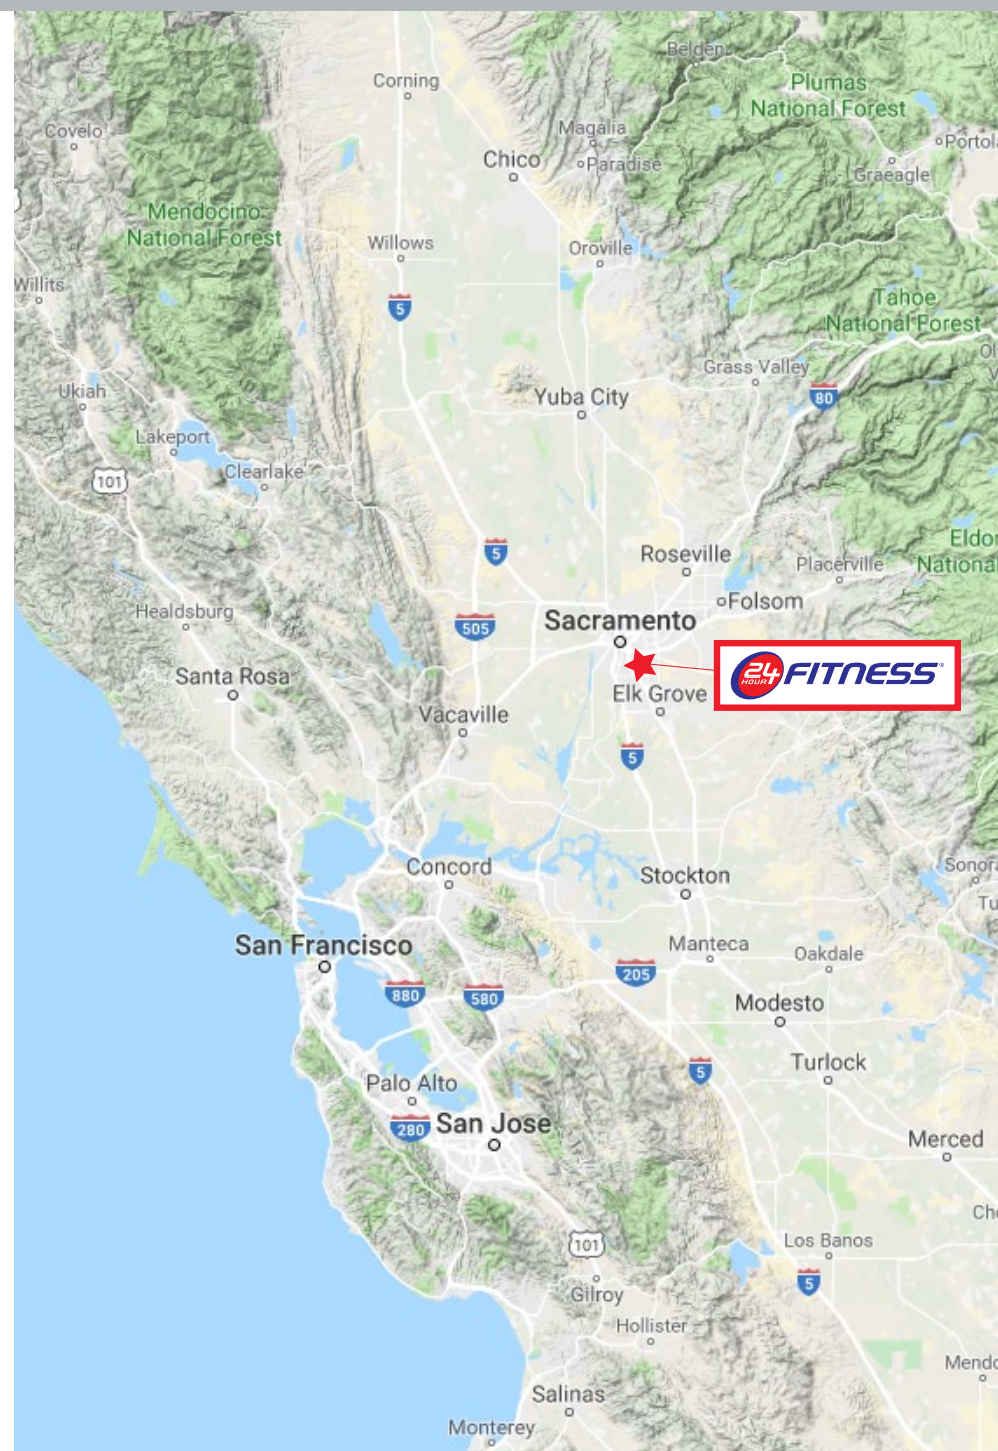 Belden
Corning
Plumas
National Forest
Covelo
Magalia
Chico
Paradise
Graeagle
Mendocino
National Forest
Willows
Oroville
Willits
5
Tahoe
National Forest
Grass Valley
Ukiah
Yuba City
80
Lakeport
Clearlake
101
5
Roseville
Placerville
National
Folsom
Healdsburg
505
Sacramento
24
HOUR
FITNESS
Santa Rosa
Elk Grove
Vacaville
5
Concord
Stockton
San Francisco
Manteca
Oakdale
205
880
580
Modesto
Turlock
5
Palo Alto
280
San Jose
Merced
101
Los Banos
5
Gilroy
Hollister
Salinas
Monterey